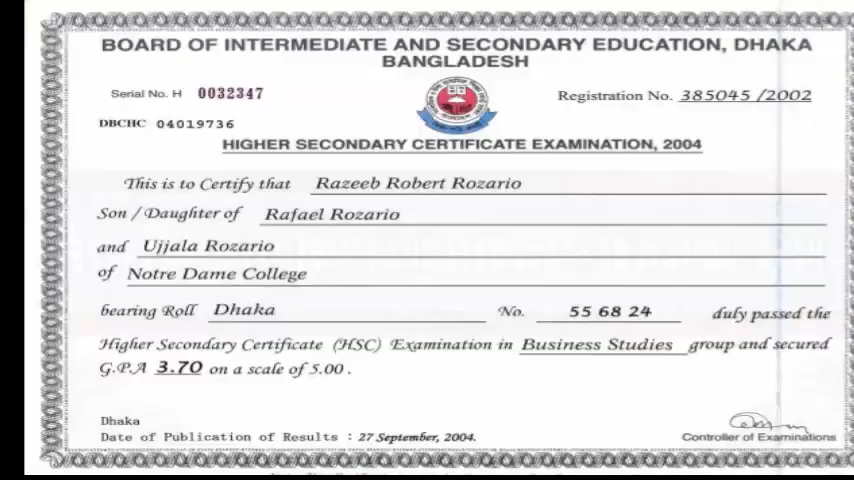 BOARD OF INTERMEDIATE AND SECONDARY EDUCATION, DHAKA
BANGLADESH
Serial No. H 0032347
Registration No. 385045 /2002
DBCHC 04019736
HIGHER SECONDARY CERTIFICATE EXAMINATION, 2004
This is to Certify that Razeeb Robert Rozario
Son / Daughter of Rafael Rozario
and Ujjala Rozario
of Notre Dame College
bearing Roll Dhaka No. 55 68 24 duly passed the
Higher Secondary Certificate (HSC) Examination in Business Studies group and secured
G.P.A 3.70 on a scale of 5.00 .
Dhaka
Date of Publication of Results : 27 September, 2004.
Controller of Examinations